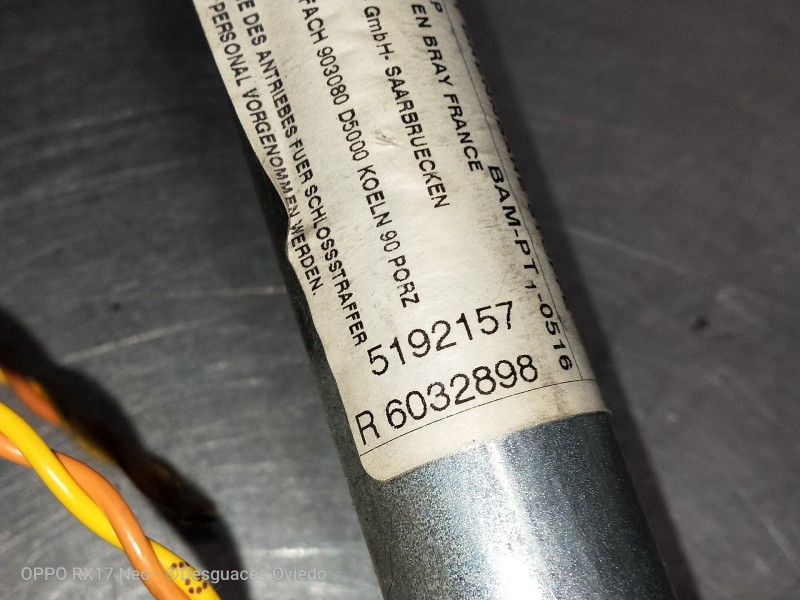 P
EN BRAY FRANCE
BAM-PT1-0516
GmbH- SAARBRUECKEN
FACH 903080 D5000 KOELN 90 PORZ
DES ANTRIEBES FUER SCHLOSSSTRAFFER
PERSONAL VORGENOMMEN WERDEN.
5192157
R 6032898
OPPO RX17 Neo Desguaces Oviedo